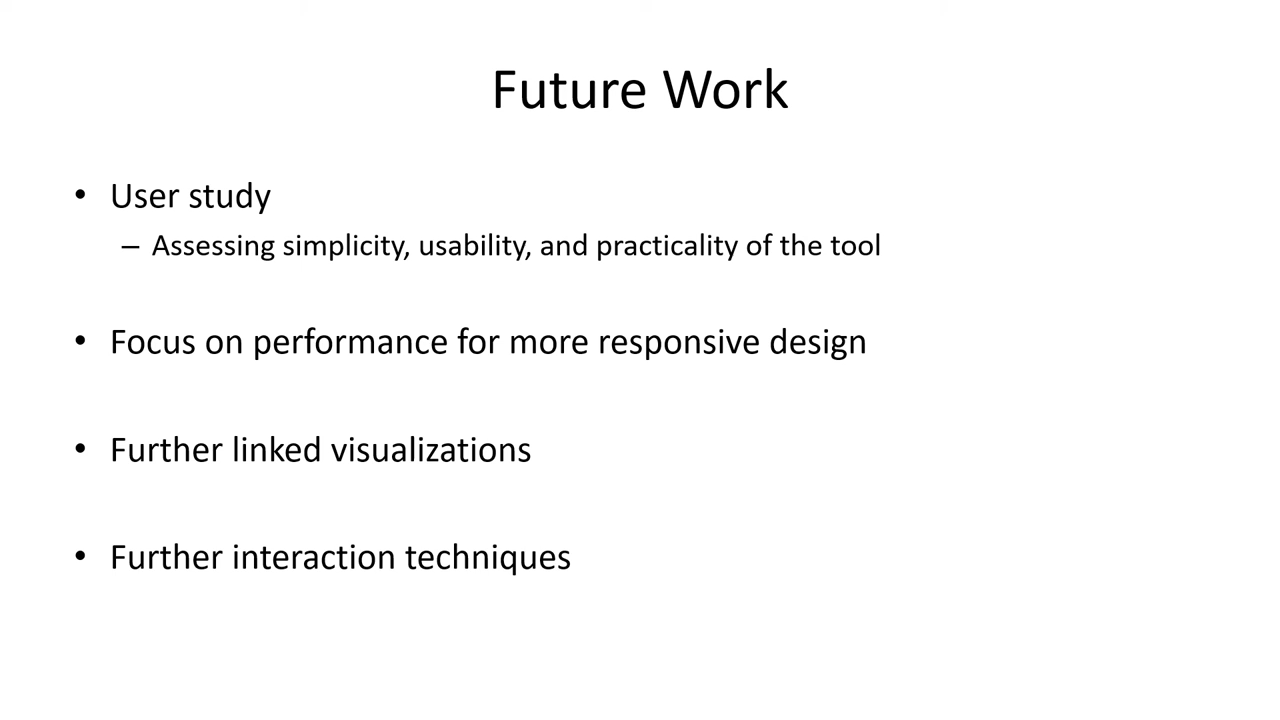 Future Work
• User study
– Assessing simplicity, usability, and practicality of the tool
• Focus on performance for more responsive design
• Further linked visualizations
• Further interaction techniques